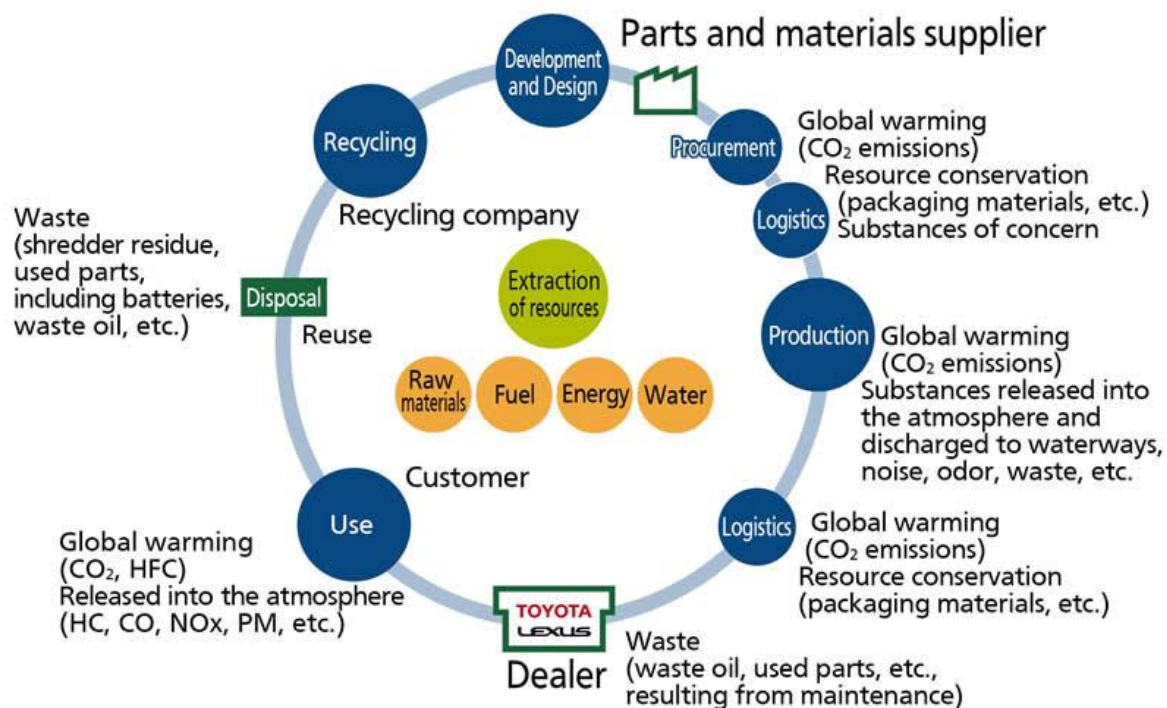 Development
and Design
Parts and materials supplier
Procurement
Global warming
(CO₂ emissions)
Logistics
Resource conservation
(packaging materials, etc.)
Substances of concern
Recycling
Recycling company
Waste
(shredder residue,
used parts,
including batteries,
waste oil, etc.)
Disposal
Reuse
Extraction
of resources
Raw
materials
Fuel
Energy
Water
Production
Global warming
(CO₂ emissions)
Substances released into
the atmosphere and
discharged to waterways,
noise, odor, waste, etc.
Customer
Use
Global warming
(CO₂, HFC)
Released into the atmosphere
(HC, CO, NOx, PM, etc.)
Logistics
Global warming
(CO₂ emissions)
Resource conservation
(packaging materials, etc.)
TOYOTA
LEXUS
Dealer
Waste
(waste oil, used parts, etc.,
resulting from maintenance)